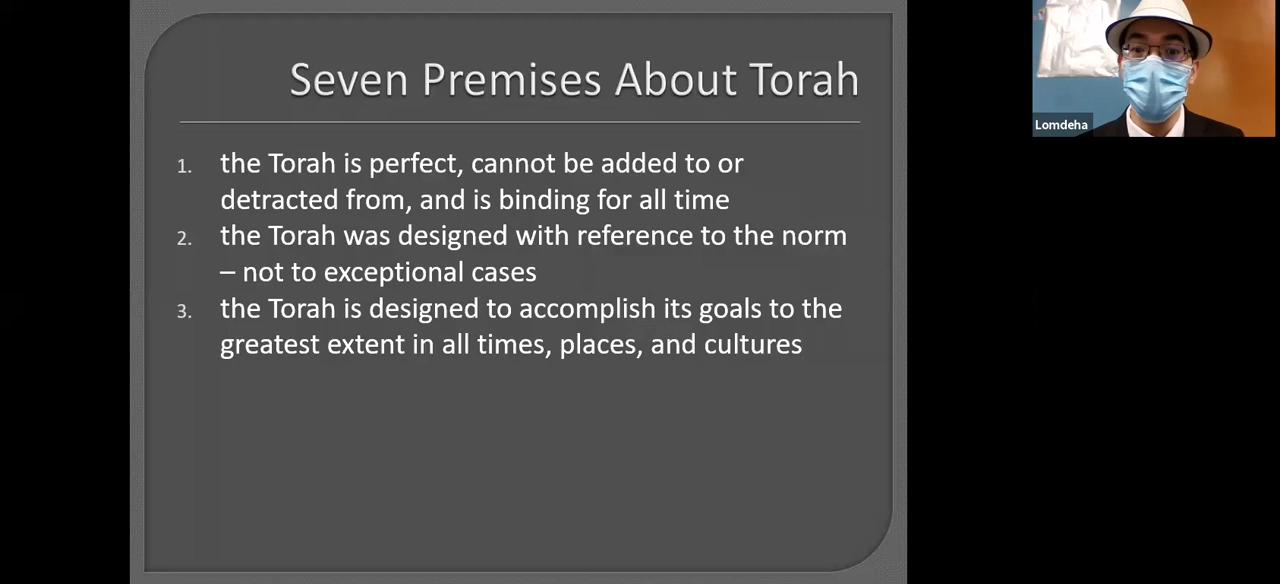 Seven Premises About Torah
1. the Torah is perfect, cannot be added to or
detracted from, and is binding for all time
2. the Torah was designed with reference to the norm
– not to exceptional cases
3. the Torah is designed to accomplish its goals to the
greatest extent in all times, places, and cultures
Lomdeha